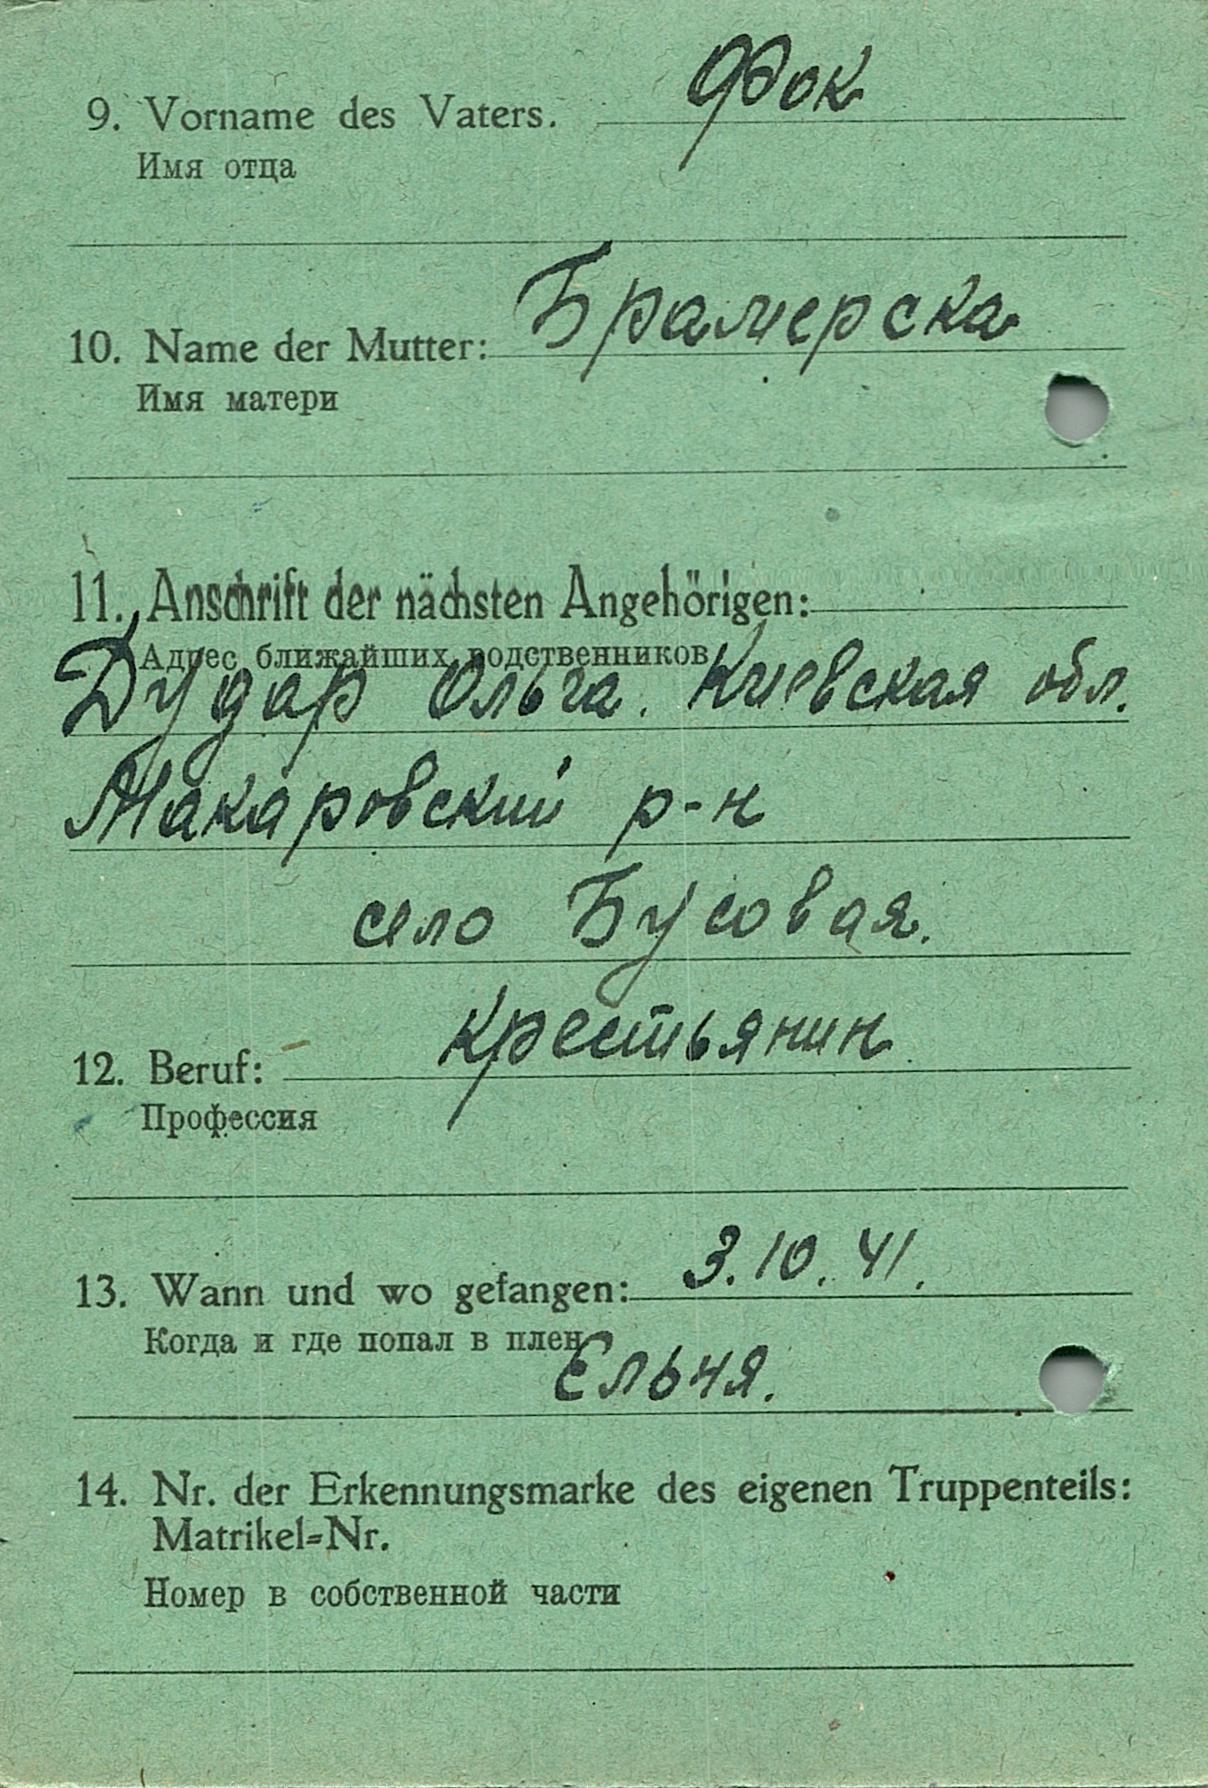 9. Vorname des Vaters. Фок
Имя отца
10. Name der Mutter: Брамерска
Имя матери
11. Anschrift der nächsten Angehörigen:
Адрес ближайших родственников
Дудар Ольга. Киевская обл.
Макаровский р-н
село Бусовая.
12. Beruf: крестьянин
Профессия
13. Wann und wo gefangen: 3.10.41.
Когда и где попал в плен
Ельня.
14. Nr. der Erkennungsmarke des eigenen Truppenteils:
Matrikel=Nr.
Номер в собственной части